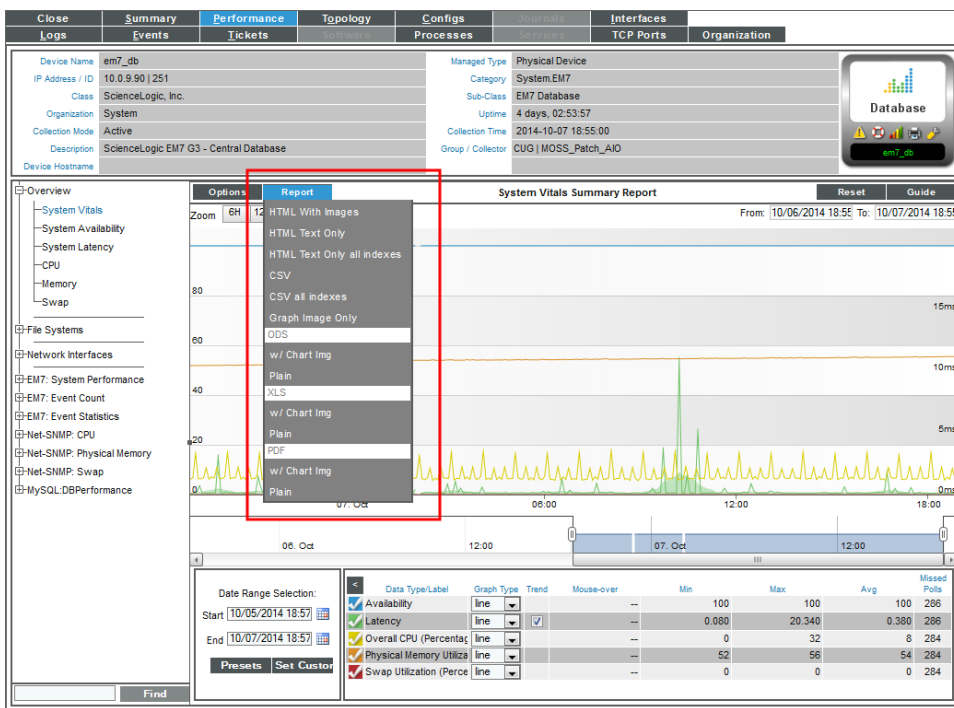 Close Summary Performance Topology Configs Journals Interfaces
Logs Events Tickets Software Processes Services TCP Ports Organization
Device Name em7_db Managed Type Physical Device
IP Address / ID 10.0.9.90 | 251 Category System.EM7
Class ScienceLogic, Inc. Sub-Class EM7 Database
Organization System Uptime 4 days, 02:53:57
Collection Mode Active Collection Time 2014-10-07 18:55:00
Description ScienceLogic EM7 G3 - Central Database Group / Collector CUG | MOSS_Patch_AIO
Device Hostname
Database
em7_db
Overview
System Vitals
System Availability
System Latency
CPU
Memory
Swap
File Systems
Network Interfaces
EM7: System Performance
EM7: Event Count
EM7: Event Statistics
Net-SNMP: CPU
Net-SNMP: Physical Memory
Net-SNMP: Swap
MySQL:DBPerformance
Find
Options Report System Vitals Summary Report Reset Guide
Zoom 6H 12 From: 10/06/2014 18:55 To: 10/07/2014 18:55
HTML With Images
HTML Text Only
HTML Text Only all indexes
CSV
CSV all indexes
Graph Image Only
ODS
w/ Chart Img
Plain
XLS
w/ Chart Img
Plain
PDF
w/ Chart Img
Plain
80
60
40
20
0
15ms
10ms
5ms
0ms
07. Oct 06:00 12:00 18:00
06. Oct 12:00 07. Oct 12:00
Date Range Selection:
Start 10/05/2014 18:57
End 10/07/2014 18:57
Presets Set Custom
< Data Type/Label Graph Type Trend Mouse-over Min Max Avg Missed Polls
Availability line -- 100 100 100 286
Latency line -- 0.080 20.340 0.380 286
Overall CPU (Percentag line -- 0 32 8 284
Physical Memory Utiliza line -- 52 56 54 284
Swap Utilization (Perce line -- 0 0 0 284